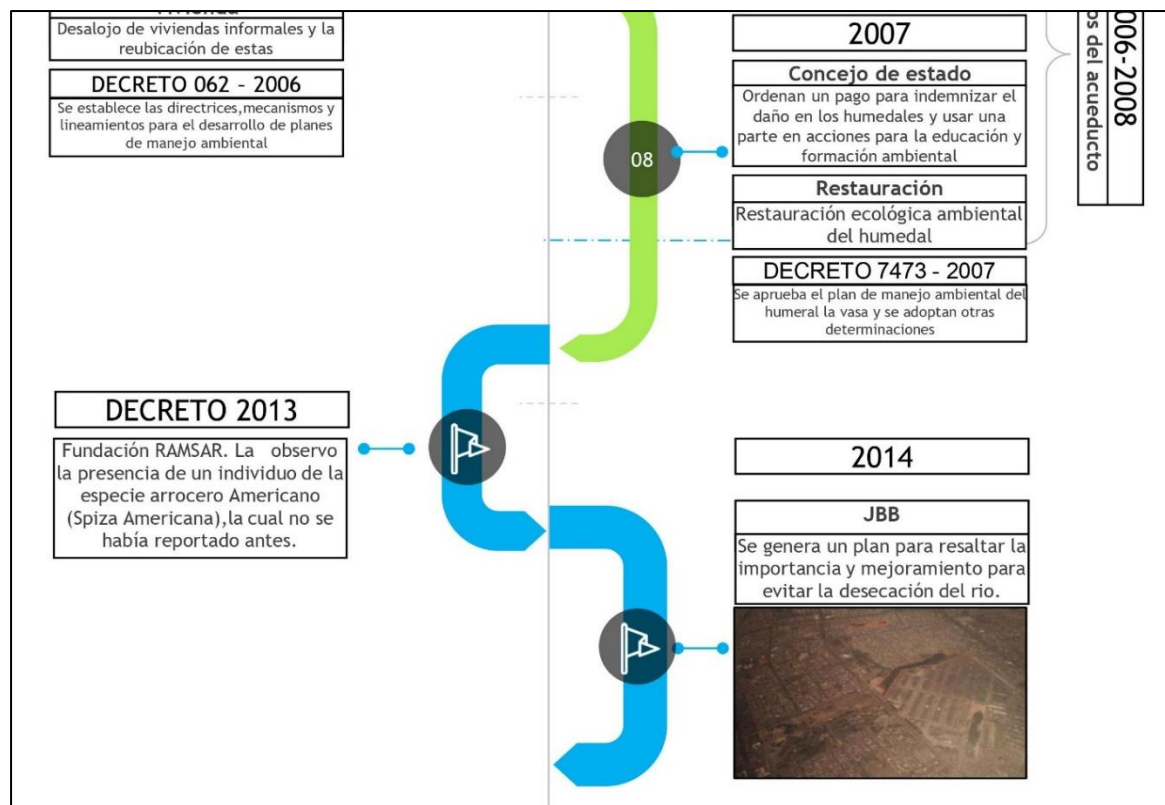 Vivienda
Desalojo de viviendas informales y la
reubicación de estas
DECRETO 062 - 2006
Se establece las directrices,mecanismos y
lineamientos para el desarrollo de planes
de manejo ambiental
2007
Concejo de estado
Ordenan un pago para indemnizar el
daño en los humedales y usar una
parte en acciones para la educación y
formación ambiental
08
Restauración
Restauración ecológica ambiental
del humedal
DECRETO 7473 - 2007
Se aprueba el plan de manejo ambiental del
humeral la vasa y se adoptan otras
determinaciones
006-2008
os del acueducto
DECRETO 2013
Fundación RAMSAR. La observo
la presencia de un individuo de la
especie arrocero Americano
(Spiza Americana),la cual no se
había reportado antes.
2014
JBB
Se genera un plan para resaltar la
importancia y mejoramiento para
evitar la desecación del rio.